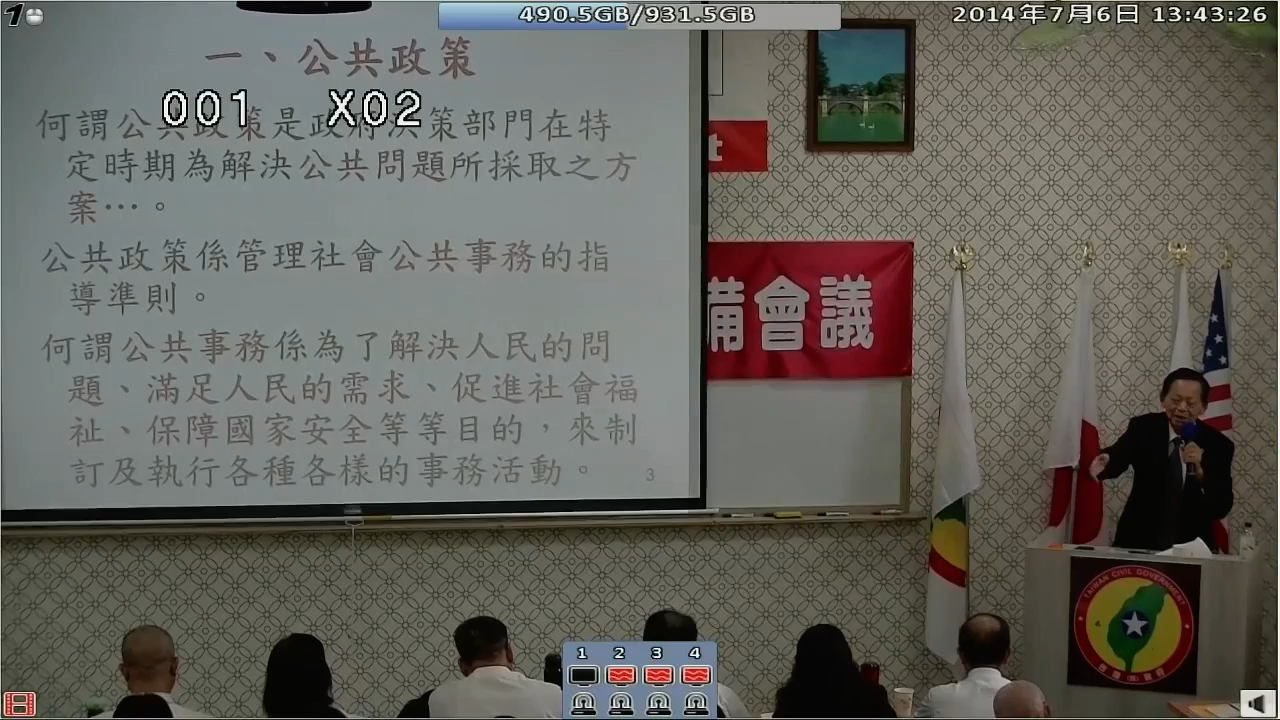 1
490.5GB/931.5GB
2014年7月6日 13:43:26
001 X02
一、公共政策
何謂公共政策是政府決策部門在特
定時期為解決公共問題所採取之方
案…。
公共政策係管理社會公共事務的指
導準則。
何謂公共事務係為了解決人民的問
題、滿足人民的需求、促進社會福
祉、保障國家安全等等目的，來制
訂及執行各種各樣的事務活動。
3
t
備會議
TAIWAN CIVIL GOVERNMENT
1 2 3 4